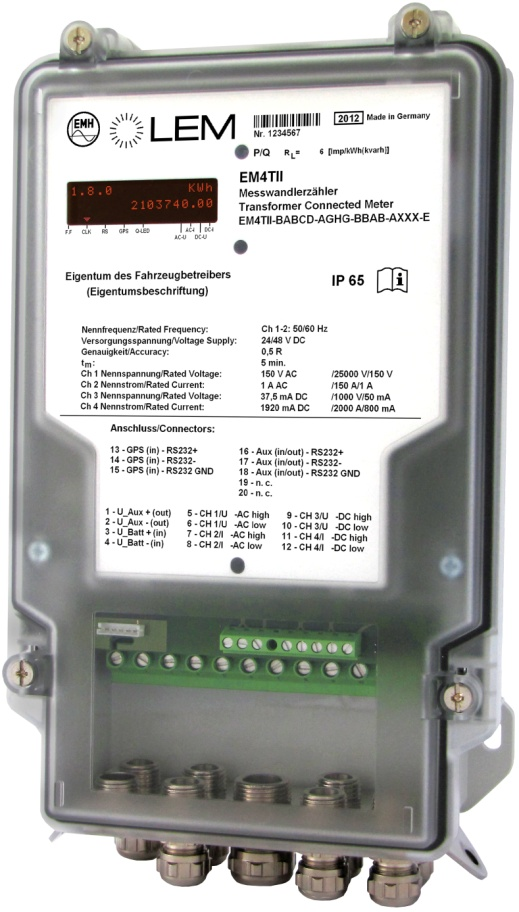 EMH
LEM
Nr. 1234567
2012 Made in Germany
P/Q RL= 6 [Imp/kWh(kvarh)]
1.8.0 KWh
2103740.00
F.F CLK RS GPS Q-LED AC-U AC-I DC-U DC-I
EM4TII
Messwandlerzähler
Transformer Connected Meter
EM4TII-BABCD-AGHG-BBAB-AXXX-E
Eigentum des Fahrzeugbetreibers
(Eigentumsbeschriftung)
IP 65
Nennfrequenz/Rated Frequency: Ch 1-2: 50/60 Hz
Versorgungsspannung/Voltage Supply: 24/48 V DC
Genauigkeit/Accuracy: 0,5 R
tm: 5 min.
Ch 1 Nennspannung/Rated Voltage: 150 V AC /25000 V/150 V
Ch 2 Nennstrom/Rated Current: 1 A AC /150 A/1 A
Ch 3 Nennspannung/Rated Voltage: 37,5 mA DC /1000 V/50 mA
Ch 4 Nennstrom/Rated Current: 1920 mA DC /2000 A/800 mA
Anschluss/Connectors:
13 - GPS (in) - RS232+
14 - GPS (in) - RS232-
15 - GPS (in) - RS232 GND
16 - Aux (in/out) - RS232+
17 - Aux (in/out) - RS232-
18 - Aux (in/out) - RS232 GND
19 - n. c.
20 - n. c.
1 - U_Aux + (out)
2 - U_Aux - (out)
3 - U_Batt + (in)
4 - U_Batt - (in)
5 - CH 1/U -AC high
6 - CH 1/U -AC low
7 - CH 2/I -AC high
8 - CH 2/I -AC low
9 - CH 3/U -DC high
10 - CH 3/U -DC low
11 - CH 4/I -DC high
12 - CH 4/I -DC low